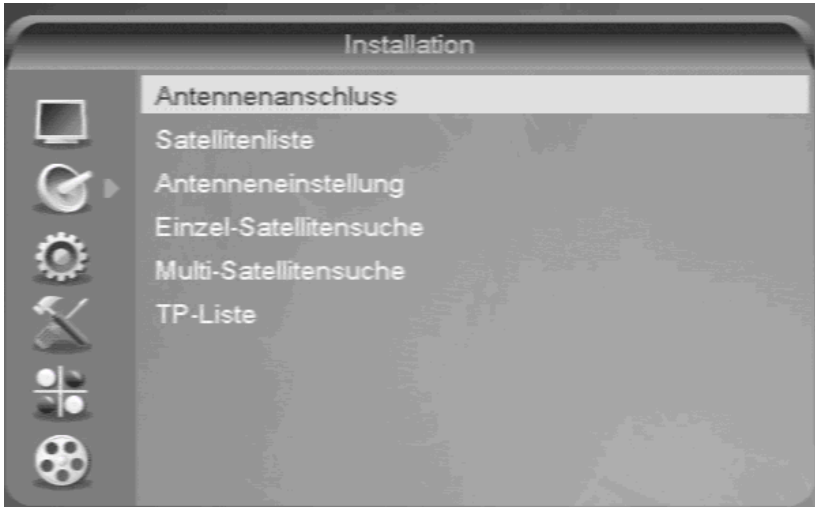 Installation
Antennenanschluss
Satellitenliste
Antenneneinstellung
Einzel-Satellitensuche
Multi-Satellitensuche
TP-Liste